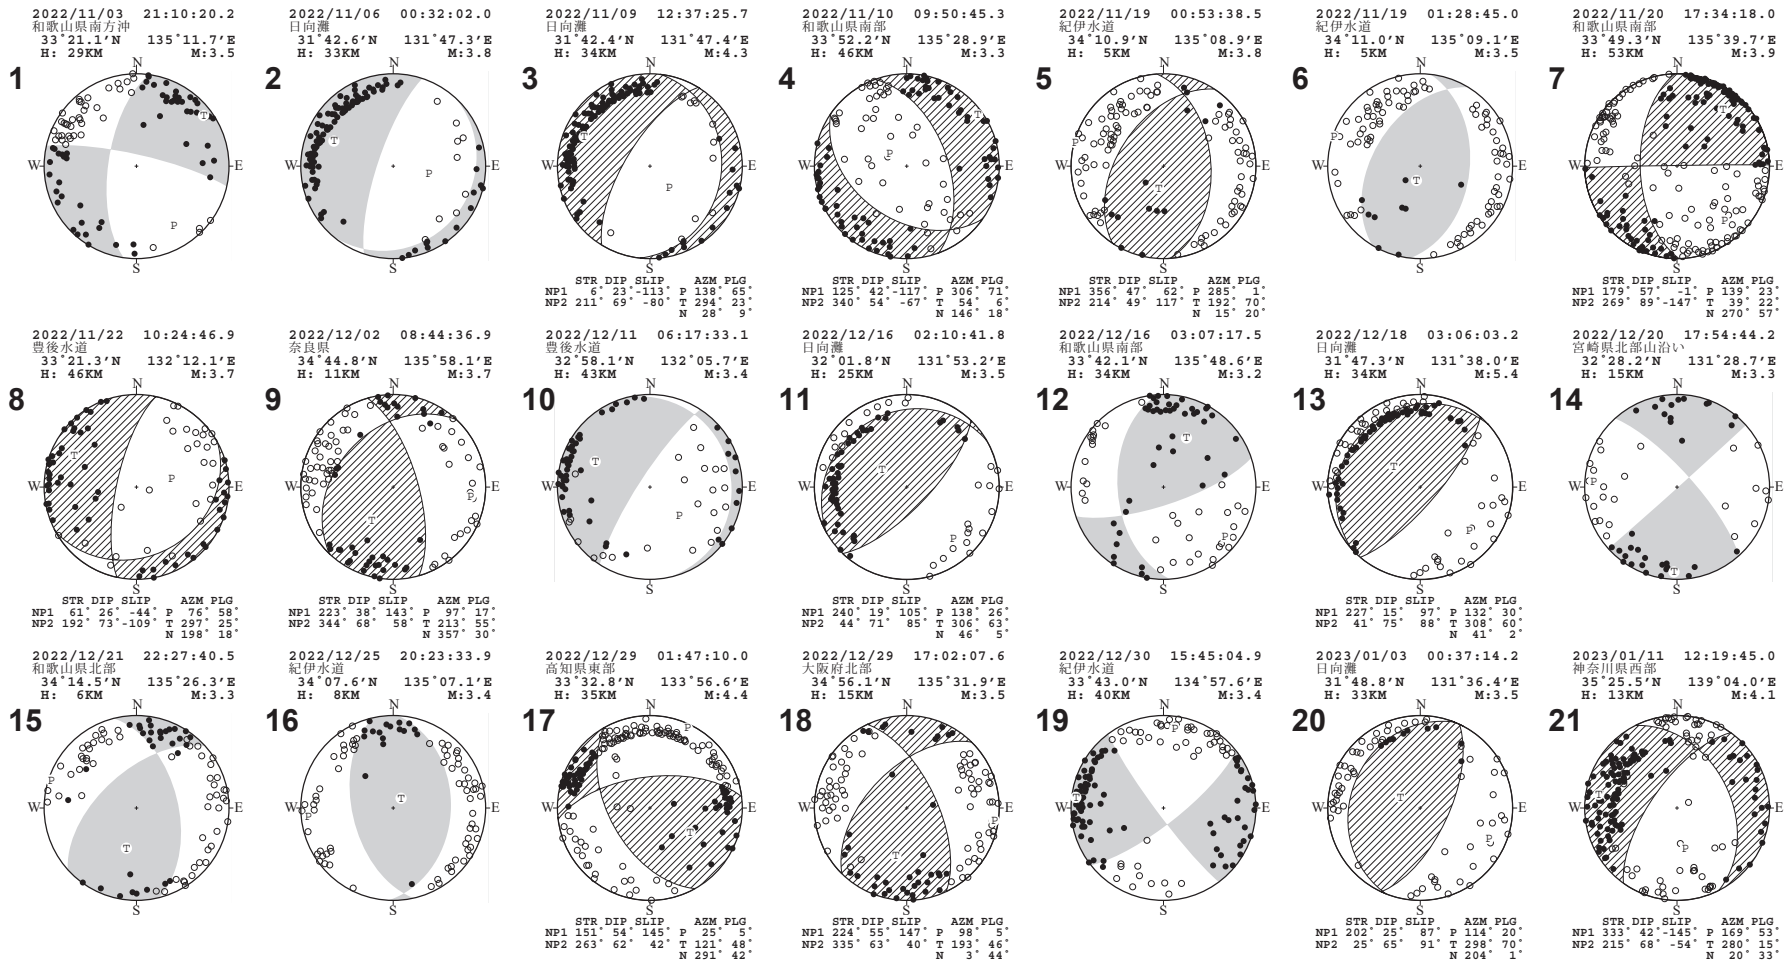 2022/11/03 21:10:20.2
和歌山県南方沖
33°21.1′N 135°11.7′E
H: 29KM M:3.5
1
N
W
E
S
T
P
2022/11/06 00:32:02.0
日向灘
31°42.6′N 131°47.3′E
H: 33KM M:3.8
2
N
W
E
S
T
P
2022/11/09 12:37:25.7
日向灘
31°42.4′N 131°47.4′E
H: 34KM M:4.3
3
N
W
E
S
T
P
STR DIP SLIP AZM PLG
NP1 6° 23°-113° P 138° 65°
NP2 211° 69° -80° T 294° 23°
N 28° 9°
2022/11/10 09:50:45.3
和歌山県南部
33°52.2′N 135°28.9′E
H: 46KM M:3.3
4
N
W
E
S
T
P
STR DIP SLIP AZM PLG
NP1 125° 42°-117° P 306° 71°
NP2 340° 54° -67° T 54° 6°
N 146° 18°
2022/11/19 00:53:38.5
紀伊水道
34°10.9′N 135°08.9′E
H: 5KM M:3.8
5
N
W
E
S
P
T
STR DIP SLIP AZM PLG
NP1 356° 47° 62° P 285° 1°
NP2 214° 49° 117° T 192° 70°
N 15° 20°
2022/11/19 01:28:45.0
紀伊水道
34°11.0′N 135°09.1′E
H: 5KM M:3.5
6
N
W
E
S
P
T
2022/11/20 17:34:18.0
和歌山県南部
33°49.3′N 135°39.7′E
H: 53KM M:3.9
7
N
W
E
S
T
P
STR DIP SLIP AZM PLG
NP1 179° 57° -1° P 139° 23°
NP2 269° 89°-147° T 39° 22°
N 270° 57°
2022/11/22 10:24:46.9
豊後水道
33°21.3′N 132°12.1′E
H: 46KM M:3.7
8
N
W
E
S
T
P
STR DIP SLIP AZM PLG
NP1 61° 26° -44° P 76° 58°
NP2 192° 73°-109° T 297° 25°
N 198° 18°
2022/12/02 08:44:36.9
奈良県
34°44.8′N 135°58.1′E
H: 11KM M:3.7
9
N
W
E
S
P
T
STR DIP SLIP AZM PLG
NP1 223° 38° 143° P 97° 17°
NP2 344° 68° 58° T 213° 55°
N 357° 30°
2022/12/11 06:17:33.1
豊後水道
32°58.1′N 132°05.7′E
H: 43KM M:3.4
10
N
W
E
S
T
P
2022/12/16 02:10:41.8
日向灘
32°01.8′N 131°53.2′E
H: 25KM M:3.5
11
N
W
E
S
T
P
STR DIP SLIP AZM PLG
NP1 240° 19° 105° P 138° 26°
NP2 44° 71° 85° T 306° 63°
N 46° 5°
2022/12/16 03:07:17.5
和歌山県南部
33°42.1′N 135°48.6′E
H: 34KM M:3.2
12
N
W
E
S
T
P
2022/12/18 03:06:03.2
日向灘
31°47.3′N 131°38.0′E
H: 34KM M:5.4
13
N
W
E
S
T
P
STR DIP SLIP AZM PLG
NP1 227° 15° 97° P 132° 30°
NP2 41° 75° 88° T 308° 60°
N 41° 2°
2022/12/20 17:54:44.2
宮崎県北部山沿い
32°28.2′N 131°28.7′E
H: 15KM M:3.3
14
N
W
E
S
P
T
2022/12/21 22:27:40.5
和歌山県北部
34°14.5′N 135°26.3′E
H: 6KM M:3.3
15
N
W
E
S
P
T
2022/12/25 20:23:33.9
紀伊水道
34°07.6′N 135°07.1′E
H: 8KM M:3.4
16
N
W
E
S
T
P
2022/12/29 01:47:10.0
高知県東部
33°32.8′N 133°56.6′E
H: 35KM M:4.4
17
N
W
E
S
P
T
STR DIP SLIP AZM PLG
NP1 151° 54° 145° P 25° 5°
NP2 263° 62° 42° T 121° 48°
N 291° 42°
2022/12/29 17:02:07.6
大阪府北部
34°56.1′N 135°31.9′E
H: 15KM M:3.5
18
N
W
E
S
P
T
STR DIP SLIP AZM PLG
NP1 224° 55° 147° P 98° 5°
NP2 335° 63° 40° T 193° 46°
N 3° 44°
2022/12/30 15:45:04.9
紀伊水道
33°43.0′N 134°57.6′E
H: 40KM M:3.4
19
N
W
E
S
P
T
2023/01/03 00:37:14.2
日向灘
31°48.8′N 131°36.4′E
H: 33KM M:3.5
20
N
W
E
S
T
P
STR DIP SLIP AZM PLG
NP1 202° 25° 87° P 114° 20°
NP2 25° 65° 91° T 298° 70°
N 204° 1°
2023/01/11 12:19:45.0
神奈川県西部
35°25.5′N 139°04.0′E
H: 13KM M:4.1
21
N
W
E
S
T
P
STR DIP SLIP AZM PLG
NP1 333° 42°-145° P 169° 53°
NP2 215° 68° -54° T 280° 15°
N 20° 33°